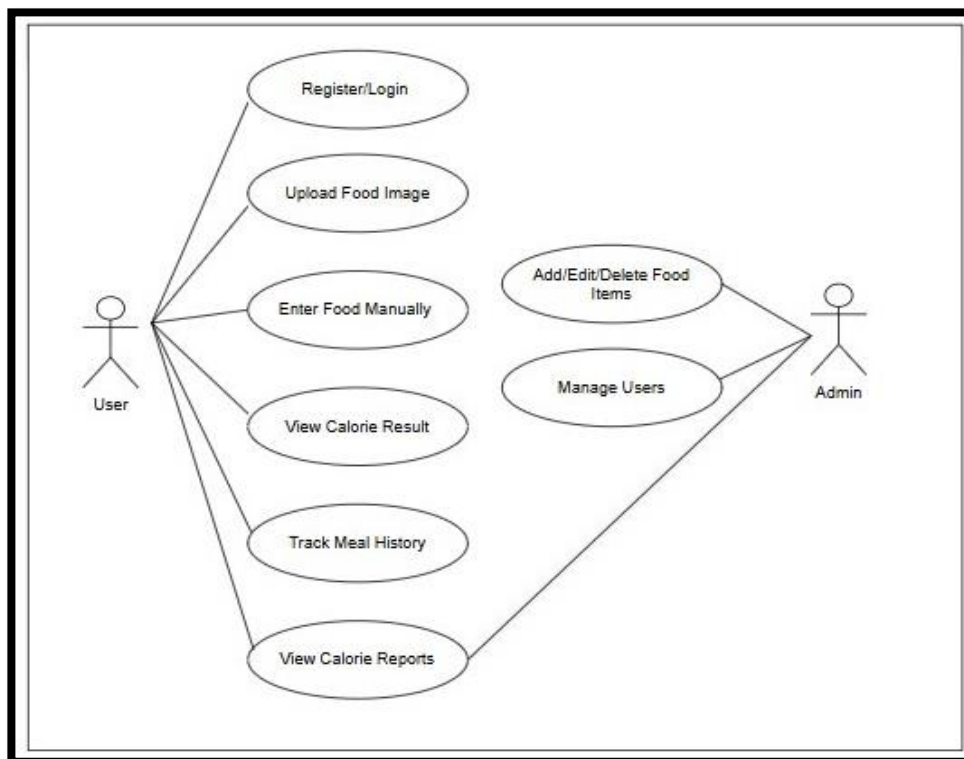 Register/Login
Upload Food Image
Enter Food Manually
View Calorie Result
Track Meal History
View Calorie Reports
Add/Edit/Delete Food
Items
Manage Users
User
Admin